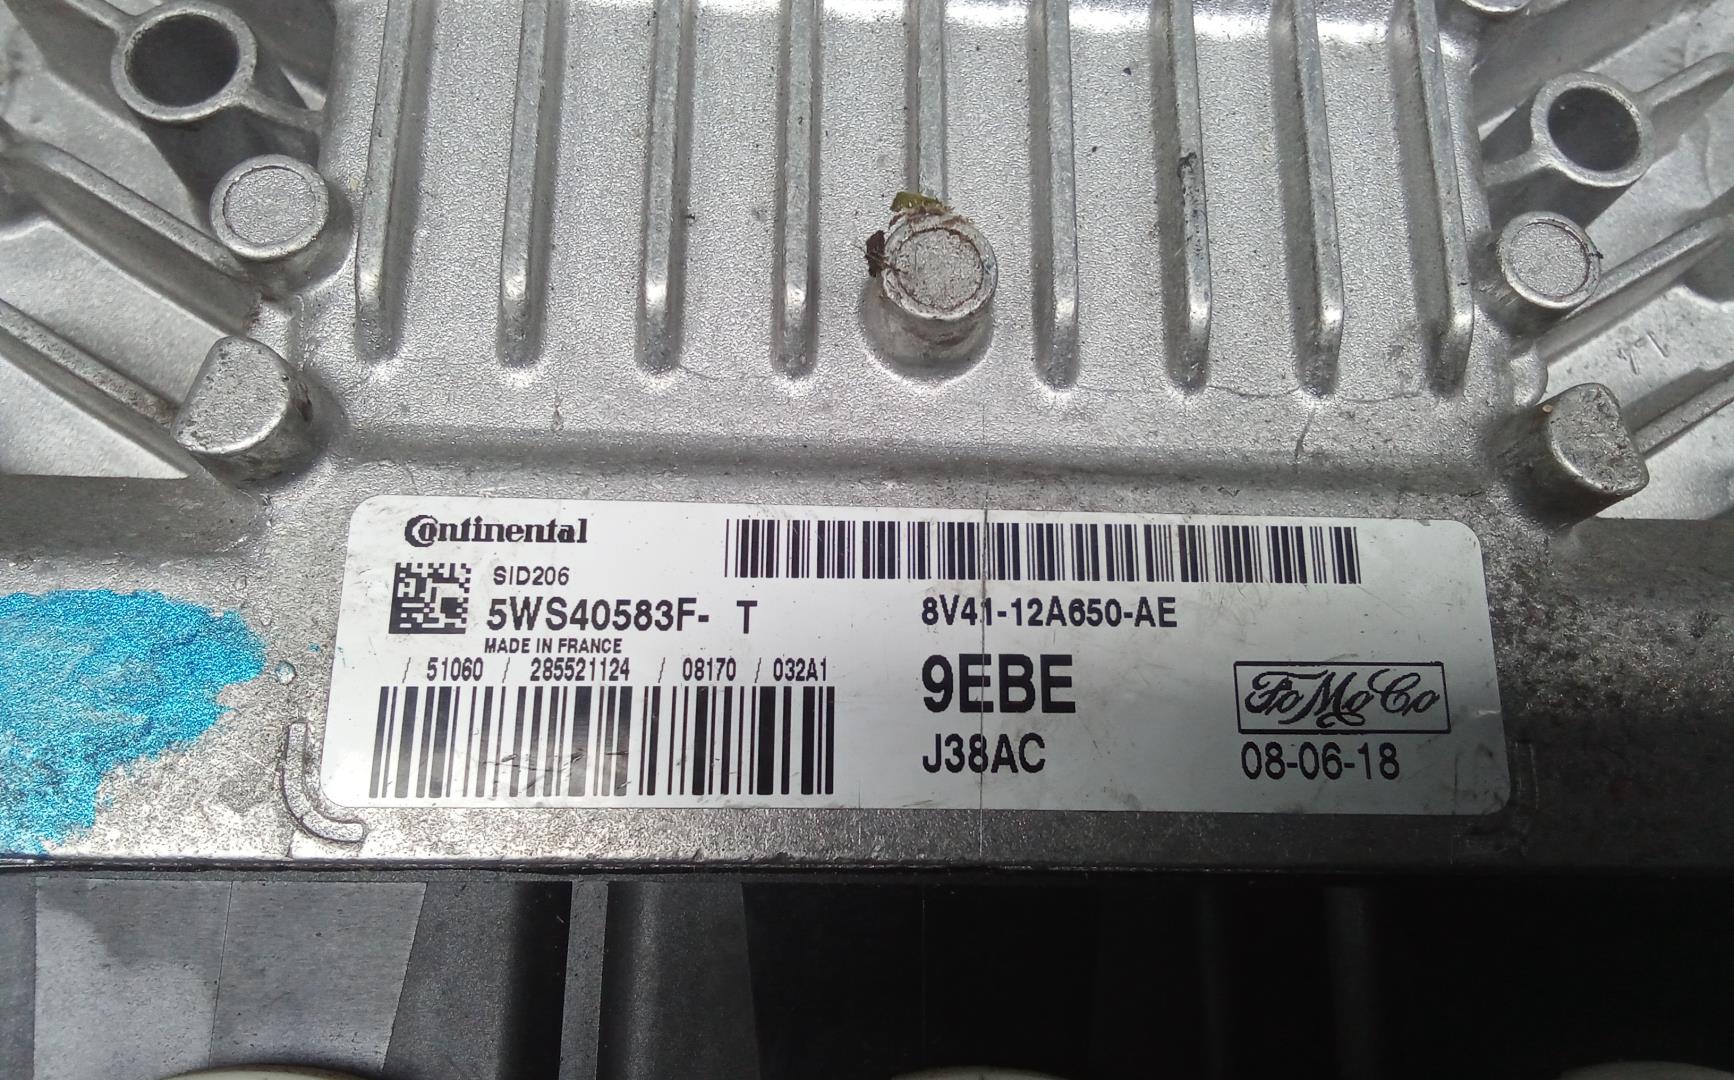 Continental
SID206
5WS40583F- T
MADE IN FRANCE
/ 51060 / 285521124 / 08170 / 032A1
8V41-12A650-AE
9EBE
J38AC
FoMoCo
08-06-18